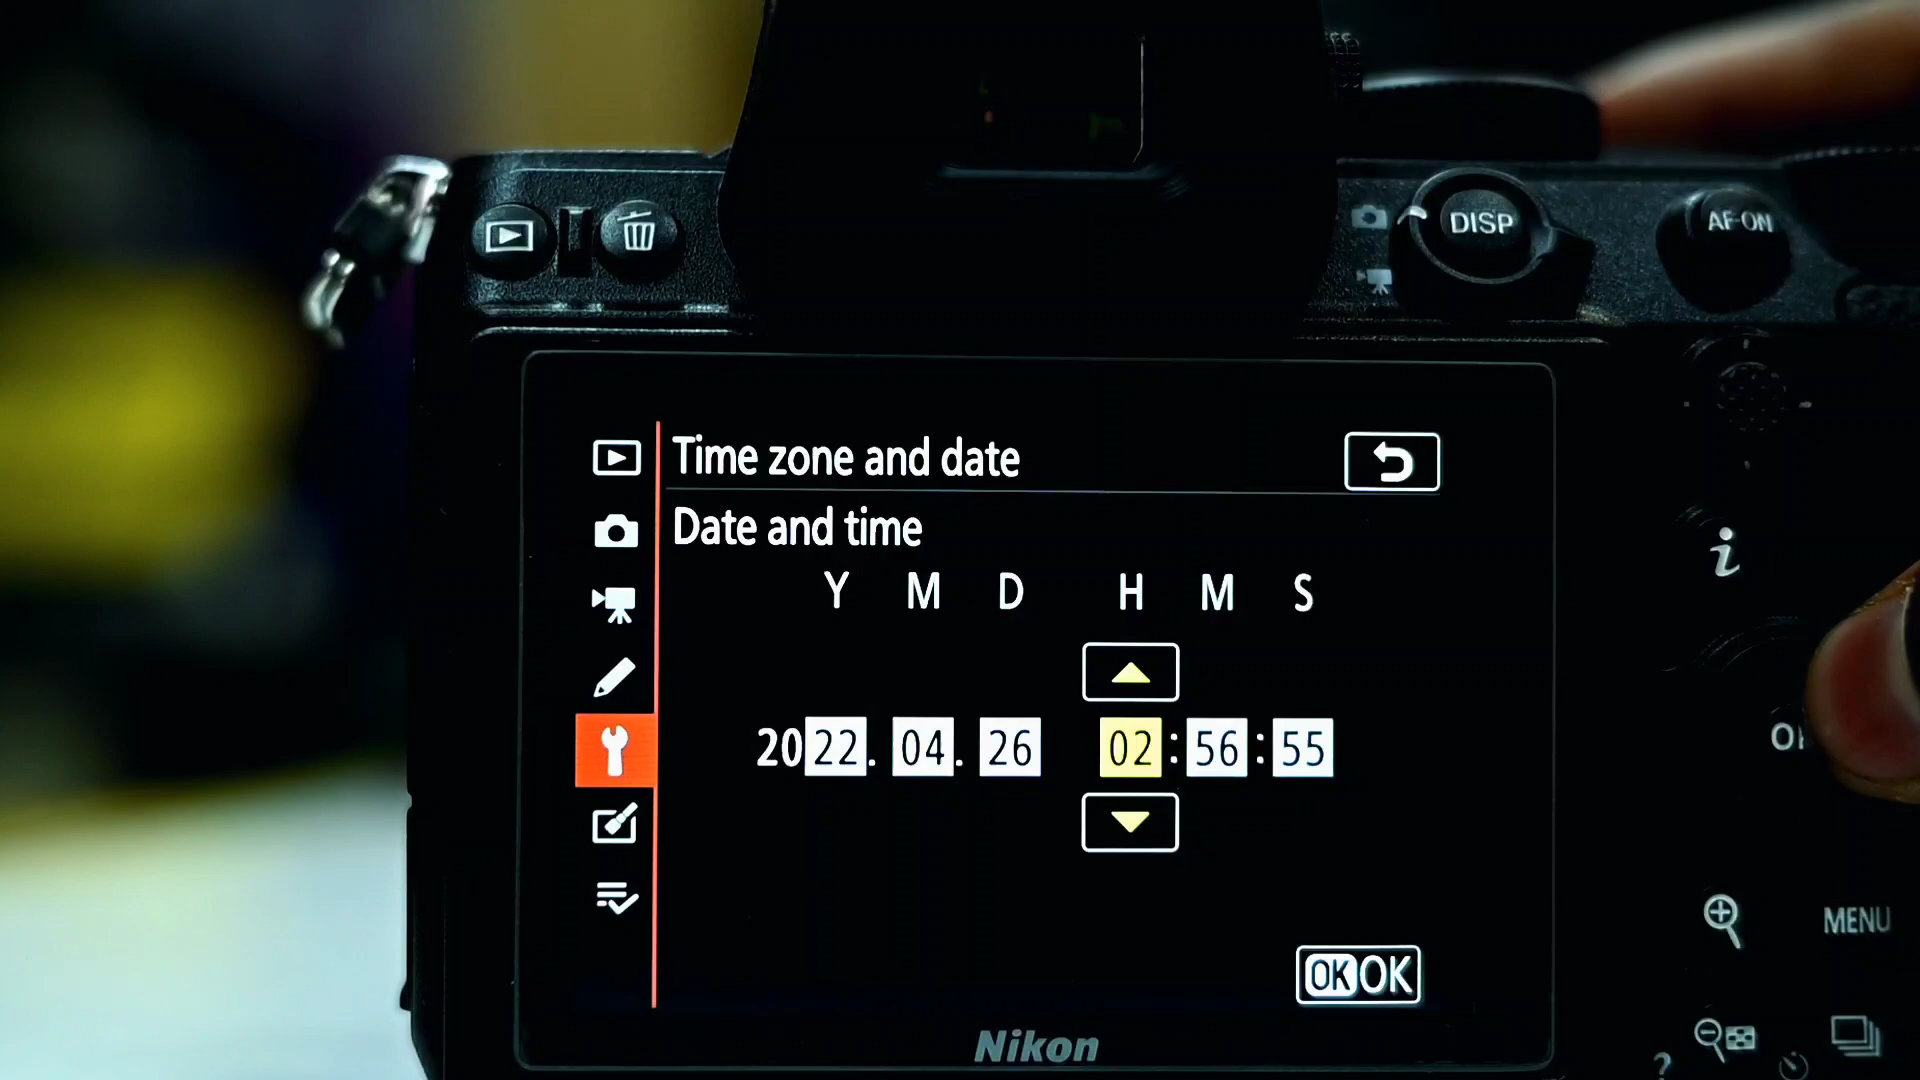 DISP
AF-ON
Time zone and date
Date and time
Y M D H M S
i
2022. 04. 26 02:56:55
OK OK
MENU
Nikon
?